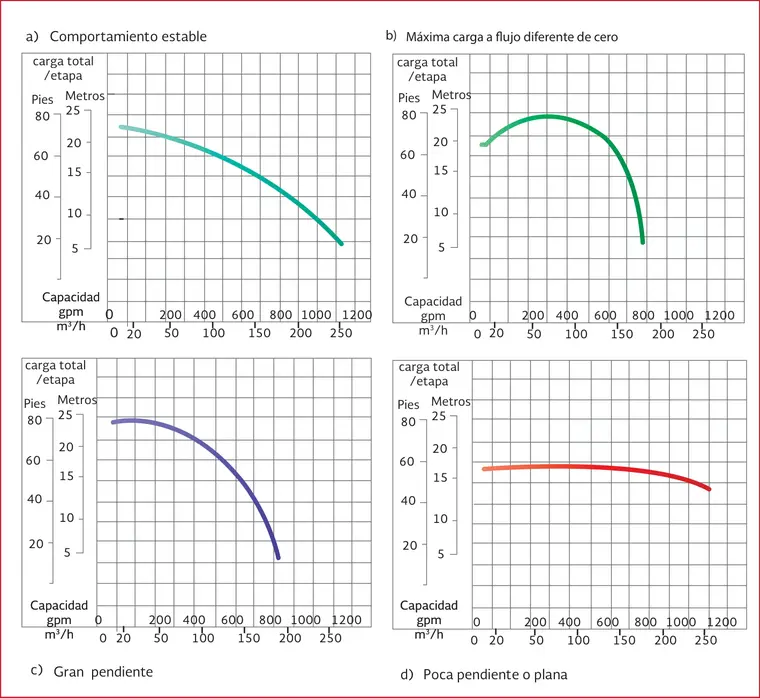 a) Comportamiento estable
carga total
/etapa
Pies Metros
80 25
60 20
40 15
20 10
5
Capacidad
gpm
m³/h
0 200 400 600 800 1000 1200
0 20 50 100 150 200 250
b) Máxima carga a flujo diferente de cero
carga total
/etapa
Pies Metros
80 25
60 20
40 15
20 10
5
Capacidad
gpm
m³/h
0 200 400 600 800 1000 1200
0 20 50 100 150 200 250
carga total
/etapa
Pies Metros
80 25
60 20
40 15
20 10
5
Capacidad
gpm
m³/h
0 200 400 600 800 1000 1200
0 20 50 100 150 200 250
c) Gran pendiente
carga total
/etapa
Pies Metros
80 25
60 20
40 15
20 10
5
Capacidad
gpm
m³/h
0 200 400 600 800 1000 1200
0 20 50 100 150 200 250
d) Poca pendiente o plana